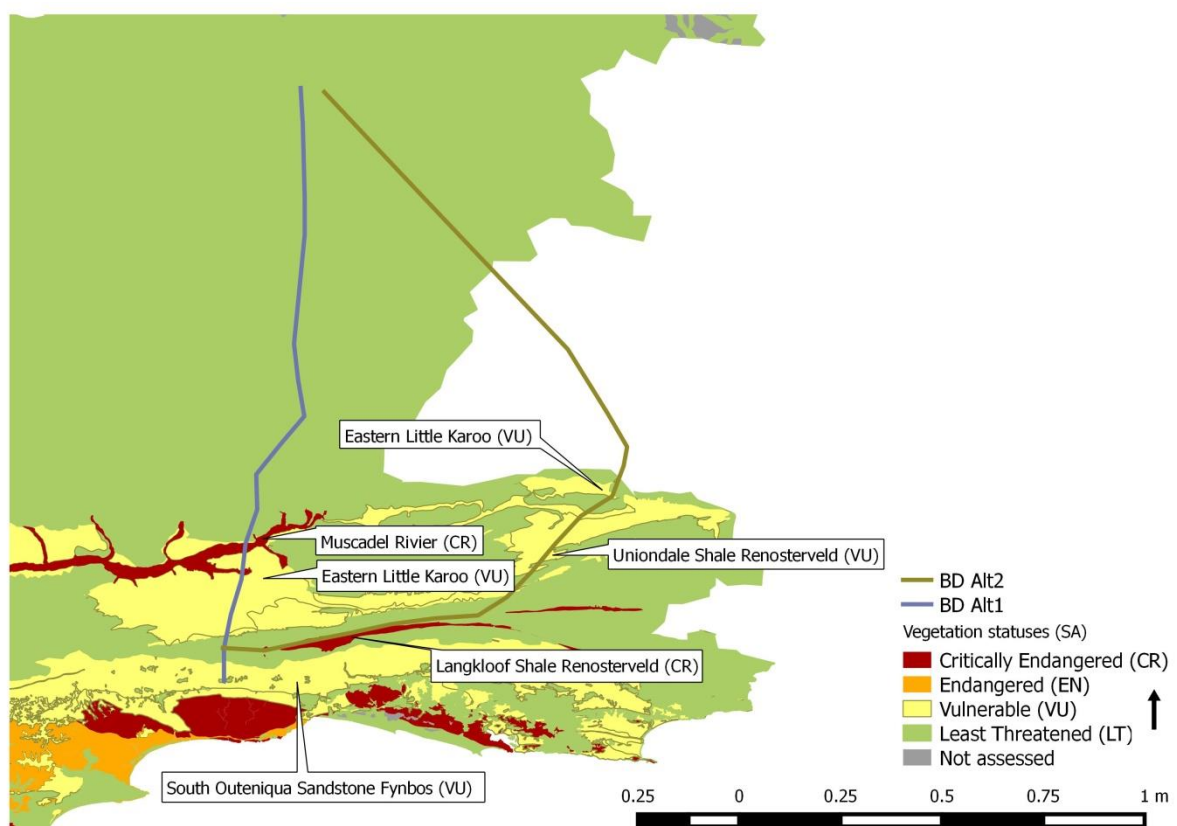 Eastern Little Karoo (VU)
Muscadel Rivier (CR)
Uniondale Shale Renosterveld (VU)
Eastern Little Karoo (VU)
Langkloof Shale Renosterveld (CR)
South Outeniqua Sandstone Fynbos (VU)
BD Alt2
BD Alt1
Vegetation statuses (SA)
Critically Endangered (CR)
Endangered (EN)
Vulnerable (VU)
Least Threatened (LT)
Not assessed
0.25 0 0.25 0.5 0.75 1 m